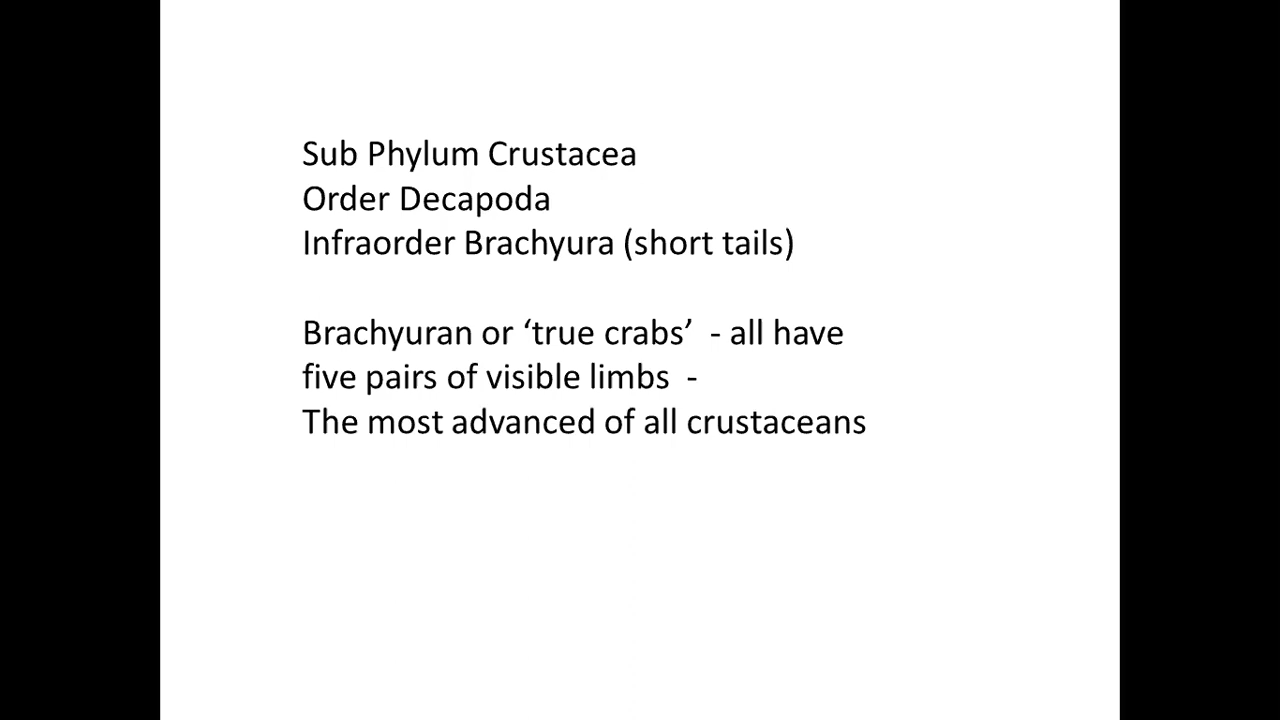 Sub Phylum Crustacea
Order Decapoda
Infraorder Brachyura (short tails)
Brachyuran or ‘true crabs’  - all have
five pairs of visible limbs  -
The most advanced of all crustaceans